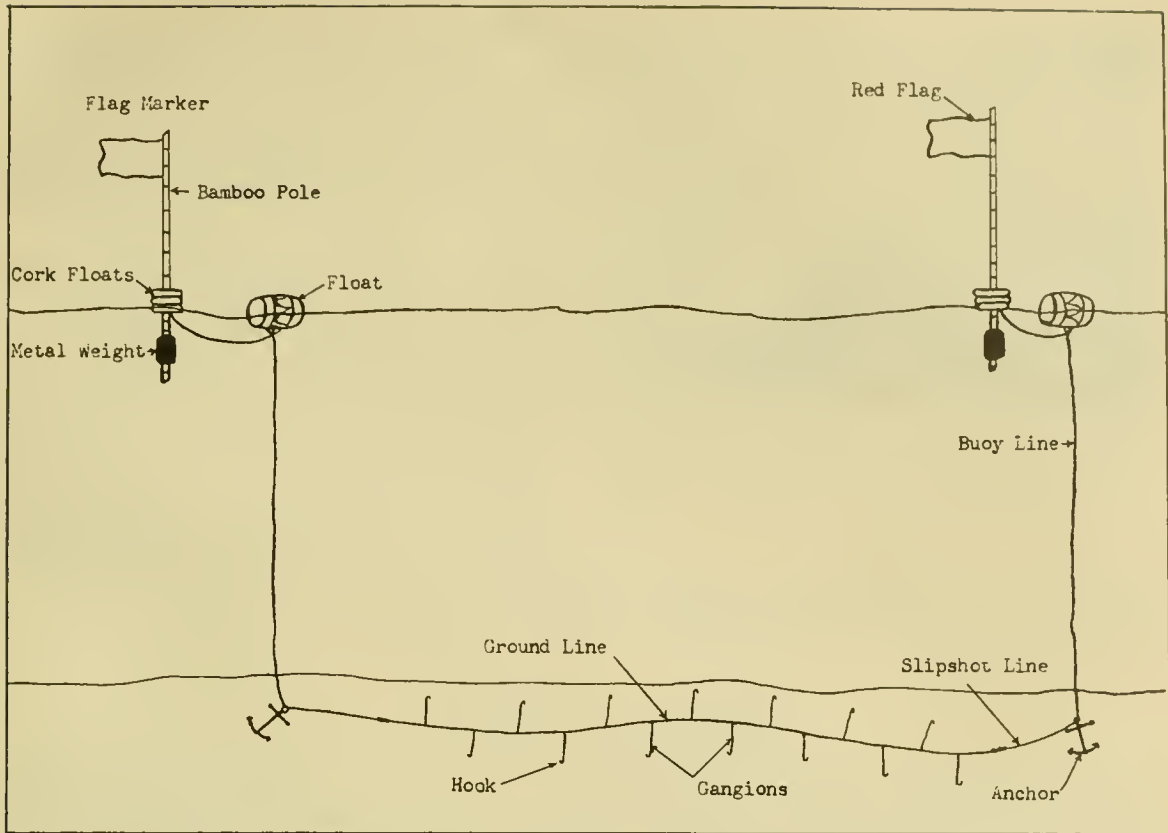 Red Flag
Flag Marker
Bamboo Pole
Cork Floats
Float
Metal Weight
Buoy Line
Ground Line
Slipshot Line
Hook
Gangions
Anchor